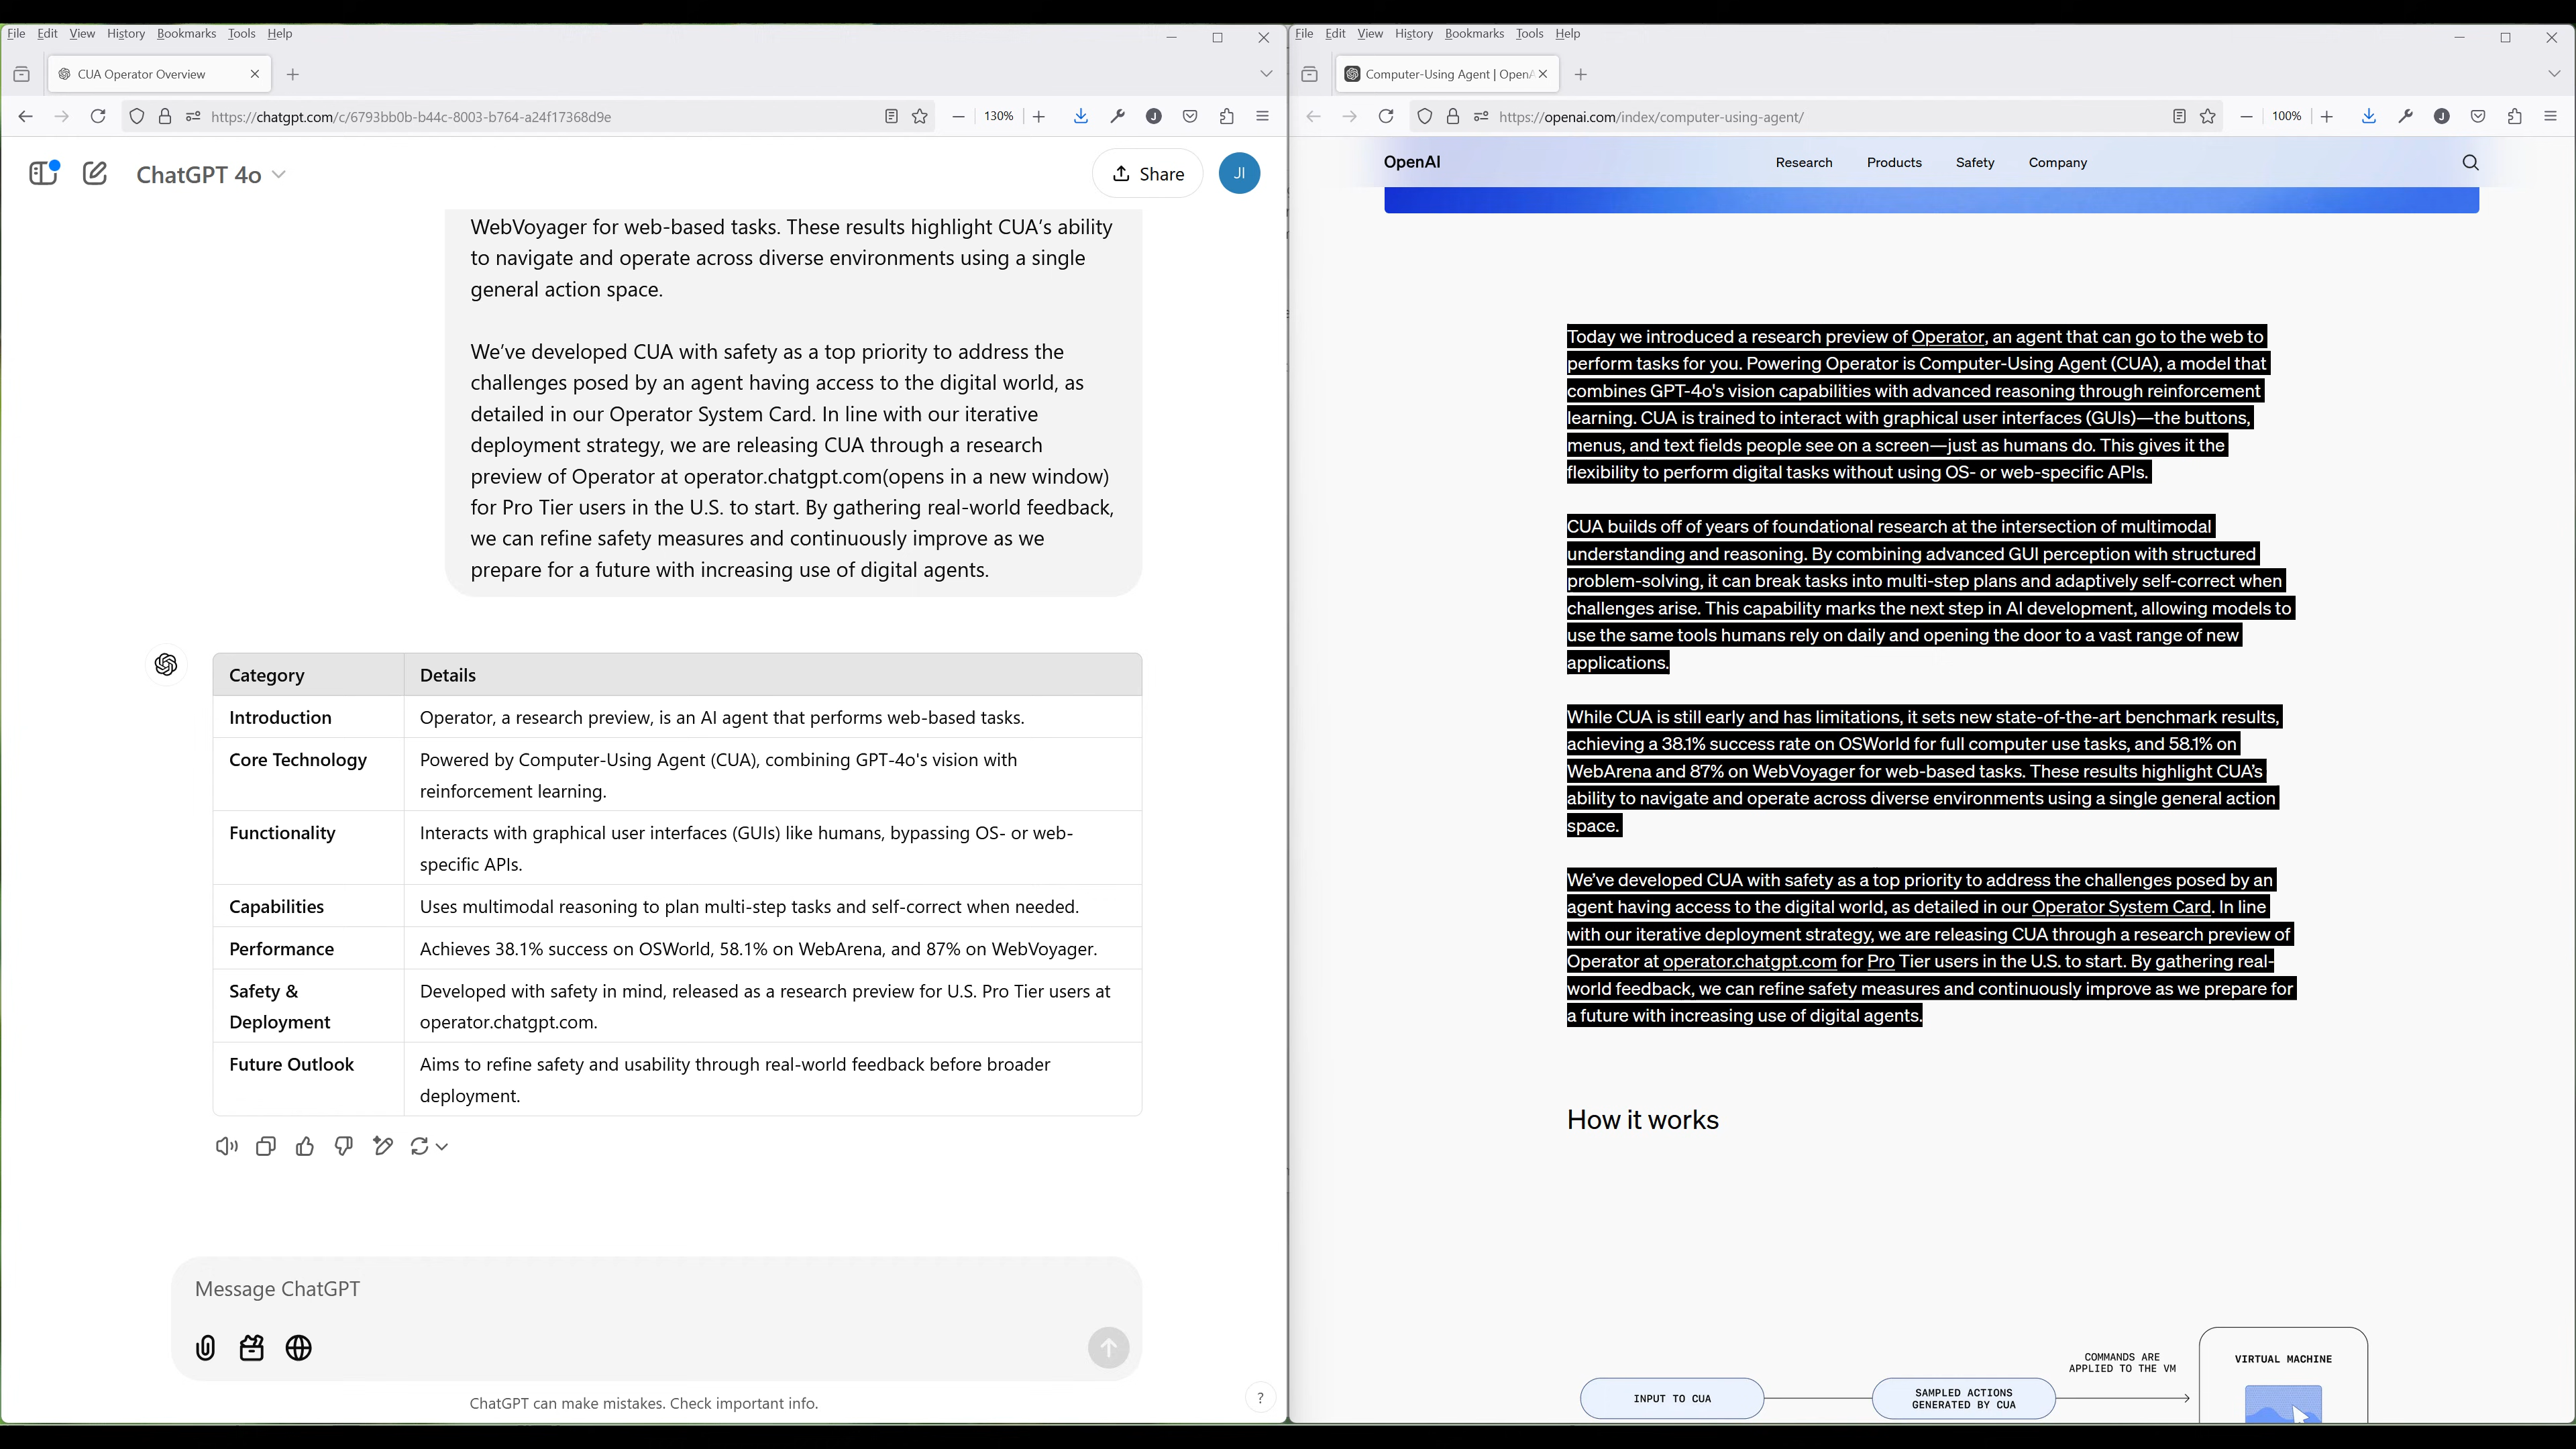 File Edit View History Bookmarks Tools Help
CUA Operator Overview
https://chatgpt.com/c/6793bb0b-b44c-8003-b764-a24f17368d9e
130%
J
ChatGPT 4o
Share
JI
WebVoyager for web-based tasks. These results highlight CUA’s ability
to navigate and operate across diverse environments using a single
general action space.
We’ve developed CUA with safety as a top priority to address the
challenges posed by an agent having access to the digital world, as
detailed in our Operator System Card. In line with our iterative
deployment strategy, we are releasing CUA through a research
preview of Operator at operator.chatgpt.com(opens in a new window)
for Pro Tier users in the U.S. to start. By gathering real-world feedback,
we can refine safety measures and continuously improve as we
prepare for a future with increasing use of digital agents.
Category Details
Introduction Operator, a research preview, is an AI agent that performs web-based tasks.
Core Technology Powered by Computer-Using Agent (CUA), combining GPT-4o's vision with
reinforcement learning.
Functionality Interacts with graphical user interfaces (GUIs) like humans, bypassing OS- or web-
specific APIs.
Capabilities Uses multimodal reasoning to plan multi-step tasks and self-correct when needed.
Performance Achieves 38.1% success on OSWorld, 58.1% on WebArena, and 87% on WebVoyager.
Safety & Developed with safety in mind, released as a research preview for U.S. Pro Tier users at
Deployment operator.chatgpt.com.
Future Outlook Aims to refine safety and usability through real-world feedback before broader
deployment.
Message ChatGPT
ChatGPT can make mistakes. Check important info.
?
File Edit View History Bookmarks Tools Help
Computer-Using Agent | OpenA
https://openai.com/index/computer-using-agent/
100%
J
OpenAI
Research Products Safety Company
Today we introduced a research preview of Operator, an agent that can go to the web to
perform tasks for you. Powering Operator is Computer-Using Agent (CUA), a model that
combines GPT-4o's vision capabilities with advanced reasoning through reinforcement
learning. CUA is trained to interact with graphical user interfaces (GUIs)—the buttons,
menus, and text fields people see on a screen—just as humans do. This gives it the
flexibility to perform digital tasks without using OS- or web-specific APIs.
CUA builds off of years of foundational research at the intersection of multimodal
understanding and reasoning. By combining advanced GUI perception with structured
problem-solving, it can break tasks into multi-step plans and adaptively self-correct when
challenges arise. This capability marks the next step in AI development, allowing models to
use the same tools humans rely on daily and opening the door to a vast range of new
applications.
While CUA is still early and has limitations, it sets new state-of-the-art benchmark results,
achieving a 38.1% success rate on OSWorld for full computer use tasks, and 58.1% on
WebArena and 87% on WebVoyager for web-based tasks. These results highlight CUA’s
ability to navigate and operate across diverse environments using a single general action
space.
We’ve developed CUA with safety as a top priority to address the challenges posed by an
agent having access to the digital world, as detailed in our Operator System Card. In line
with our iterative deployment strategy, we are releasing CUA through a research preview of
Operator at operator.chatgpt.com for Pro Tier users in the U.S. to start. By gathering real-
world feedback, we can refine safety measures and continuously improve as we prepare for
a future with increasing use of digital agents.
How it works
INPUT TO CUA
SAMPLED ACTIONS
GENERATED BY CUA
COMMANDS ARE
APPLIED TO THE VM
VIRTUAL MACHINE